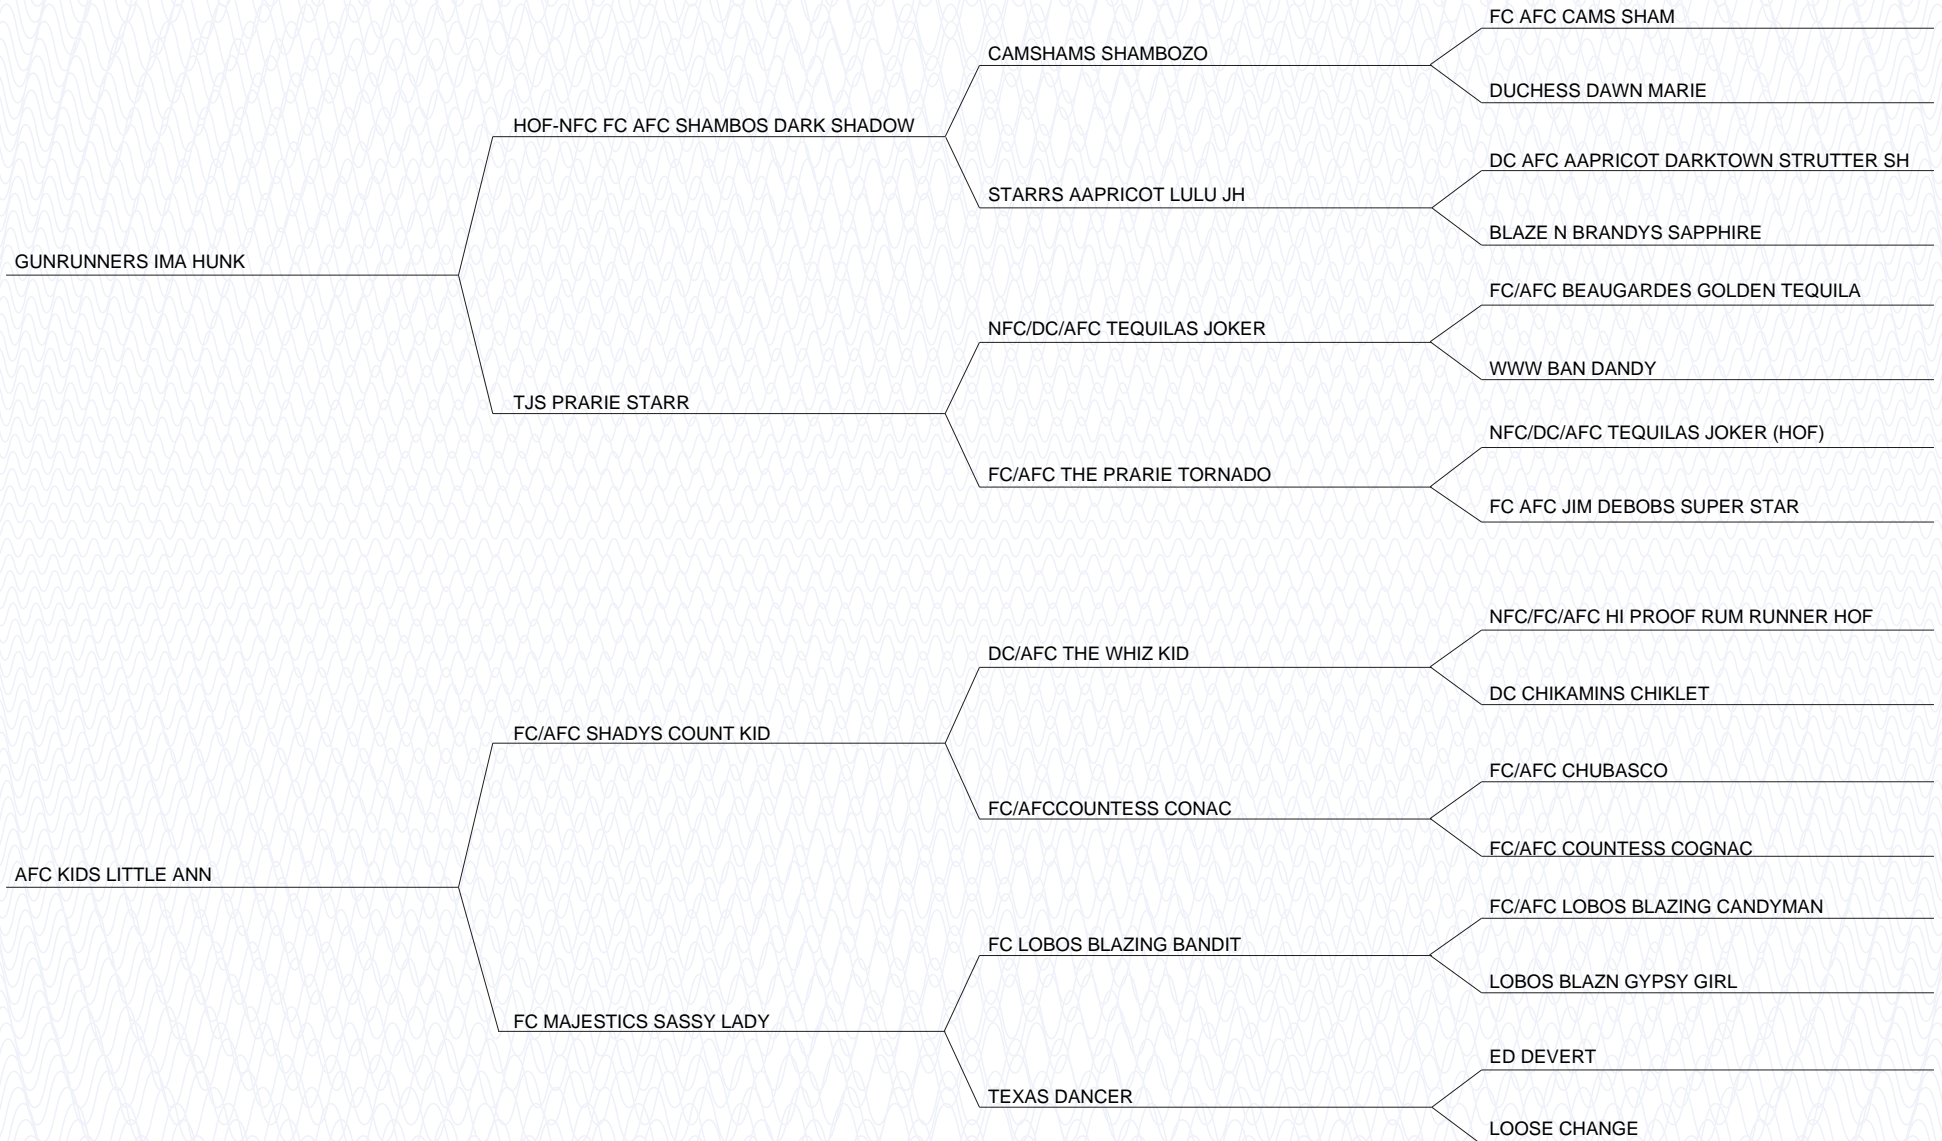 FC AFC CAMS SHAM
CAMSHAMS SHAMBOZO
DUCHESS DAWN MARIE
HOF-NFC FC AFC SHAMBOS DARK SHADOW
DC AFC AAPRICOT DARKTOWN STRUTTER SH
STARRS AAPRICOT LULU JH
BLAZE N BRANDYS SAPPHIRE
GUNRUNNERS IMA HUNK
FC/AFC BEAUGARDES GOLDEN TEQUILA
NFC/DC/AFC TEQUILAS JOKER
WWW BAN DANDY
TJS PRARIE STARR
NFC/DC/AFC TEQUILAS JOKER (HOF)
FC/AFC THE PRARIE TORNADO
FC AFC JIM DEBOBS SUPER STAR
NFC/FC/AFC HI PROOF RUM RUNNER HOF
DC/AFC THE WHIZ KID
DC CHIKAMINS CHIKLET
FC/AFC SHADYS COUNT KID
FC/AFC CHUBASCO
FC/AFCCOUNTESS CONAC
FC/AFC COUNTESS COGNAC
AFC KIDS LITTLE ANN
FC/AFC LOBOS BLAZING CANDYMAN
FC LOBOS BLAZING BANDIT
LOBOS BLAZN GYPSY GIRL
FC MAJESTICS SASSY LADY
ED DEVERT
TEXAS DANCER
LOOSE CHANGE